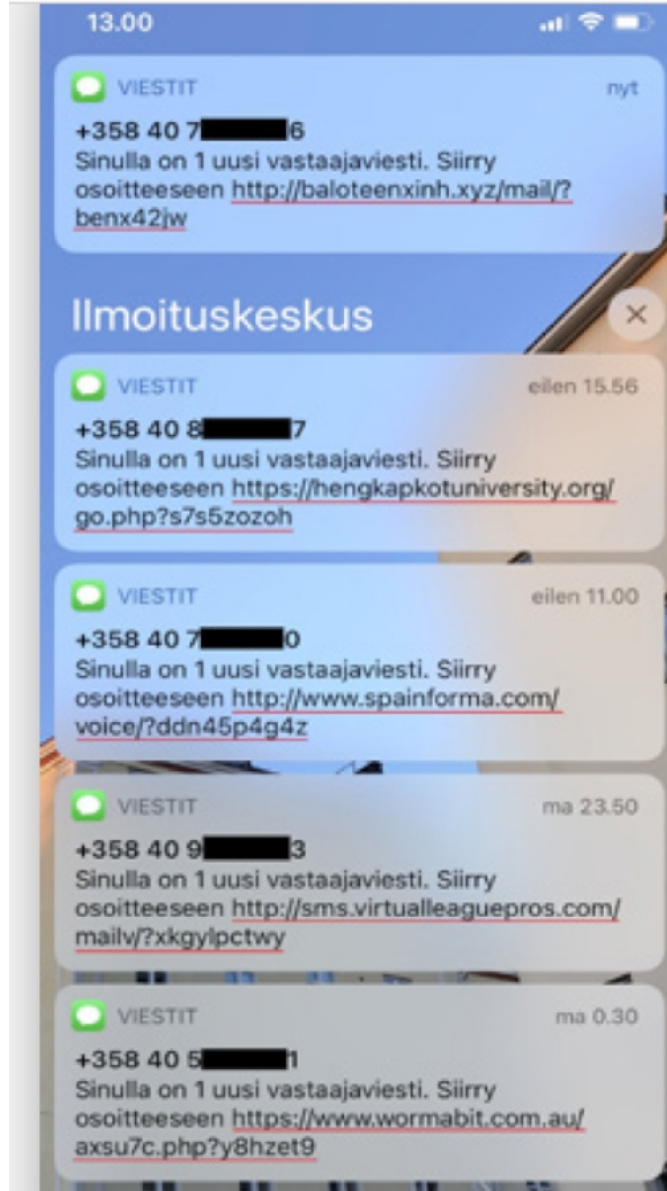 13.00
VIESTIT
nyt
+358 40 7 6
Sinulla on 1 uusi vastaajaviesti. Siirry
osoitteeseen http://baloteenxinh.xyz/mail/?
benx42jw
Ilmoituskeskus
VIESTIT
eilen 15.56
+358 40 8 7
Sinulla on 1 uusi vastaajaviesti. Siirry
osoitteeseen https://hengkapkotuniversity.org/
go.php?s7s5zozoh
VIESTIT
eilen 11.00
+358 40 7 0
Sinulla on 1 uusi vastaajaviesti. Siirry
osoitteeseen http://www.spainforma.com/
voice/?ddn45p4g4z
VIESTIT
ma 23.50
+358 40 9 3
Sinulla on 1 uusi vastaajaviesti. Siirry
osoitteeseen http://sms.virtualleaguepros.com/
mailv/?xkgylpctwy
VIESTIT
ma 0.30
+358 40 5 1
Sinulla on 1 uusi vastaajaviesti. Siirry
osoitteeseen https://www.wormabit.com.au/
axsu7c.php?y8hzet9